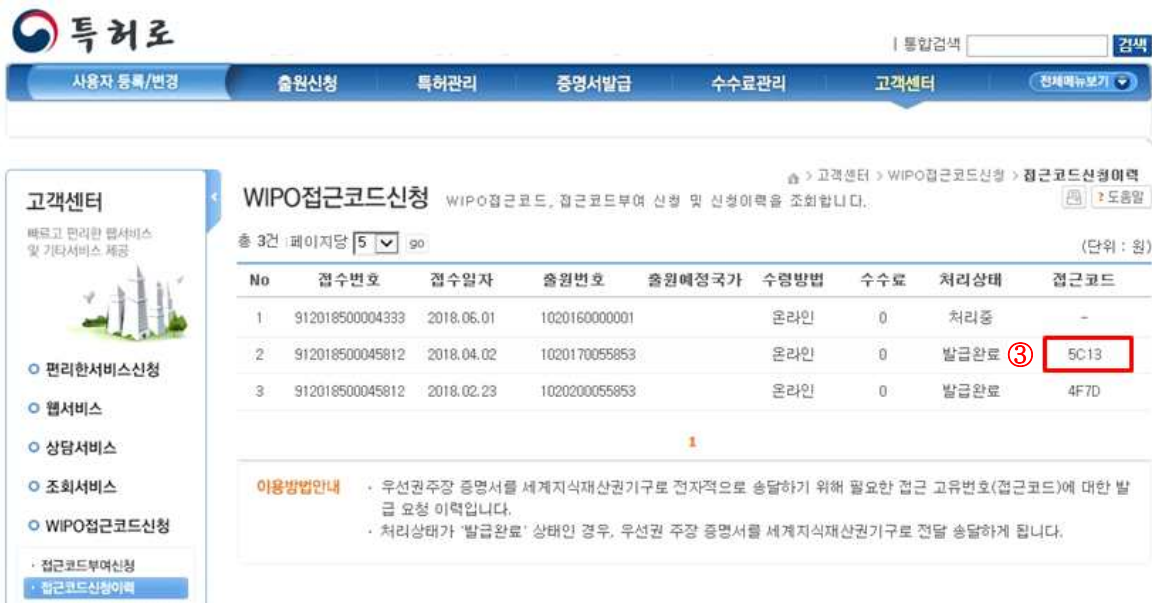 특허로
통합검색 검색
사용자 등록/변경 출원신청 특허관리 증명서발급 수수료관리 고객센터 전체메뉴보기
> 고객센터 > WIPO접근코드신청 > 접근코드신청이력
고객센터
WIPO접근코드신청 WIPO접근코드, 접근코드부여 신청 및 신청이력을 조회합니다. ? 도움말
빠르고 편리한 웹서비스
및 기타서비스 제공
총 3건 페이지당 5 go (단위 : 원)
No 접수번호 접수일자 출원번호 출원예정국가 수령방법 수수료 처리상태 접근코드
1 912018500004333 2018.06.01 1020160000001 온라인 0 처리중 -
2 912018500045812 2018.04.02 1020170055853 온라인 0 발급완료 ③ 5C13
3 912018500045812 2018.02.23 1020200055853 온라인 0 발급완료 4F7D
1
편리한서비스신청
웹서비스
상담서비스
조회서비스
WIPO접근코드신청
· 접근코드부여신청
· 접근코드신청이력
이용방법안내 · 우선권주장 증명서를 세계지식재산권기구로 전자적으로 송달하기 위해 필요한 접근 고유번호(접근코드)에 대한 발
급 요청 이력입니다.
· 처리상태가 '발급완료' 상태인 경우, 우선권 주장 증명서를 세계지식재산권기구로 전달 송달하게 됩니다.